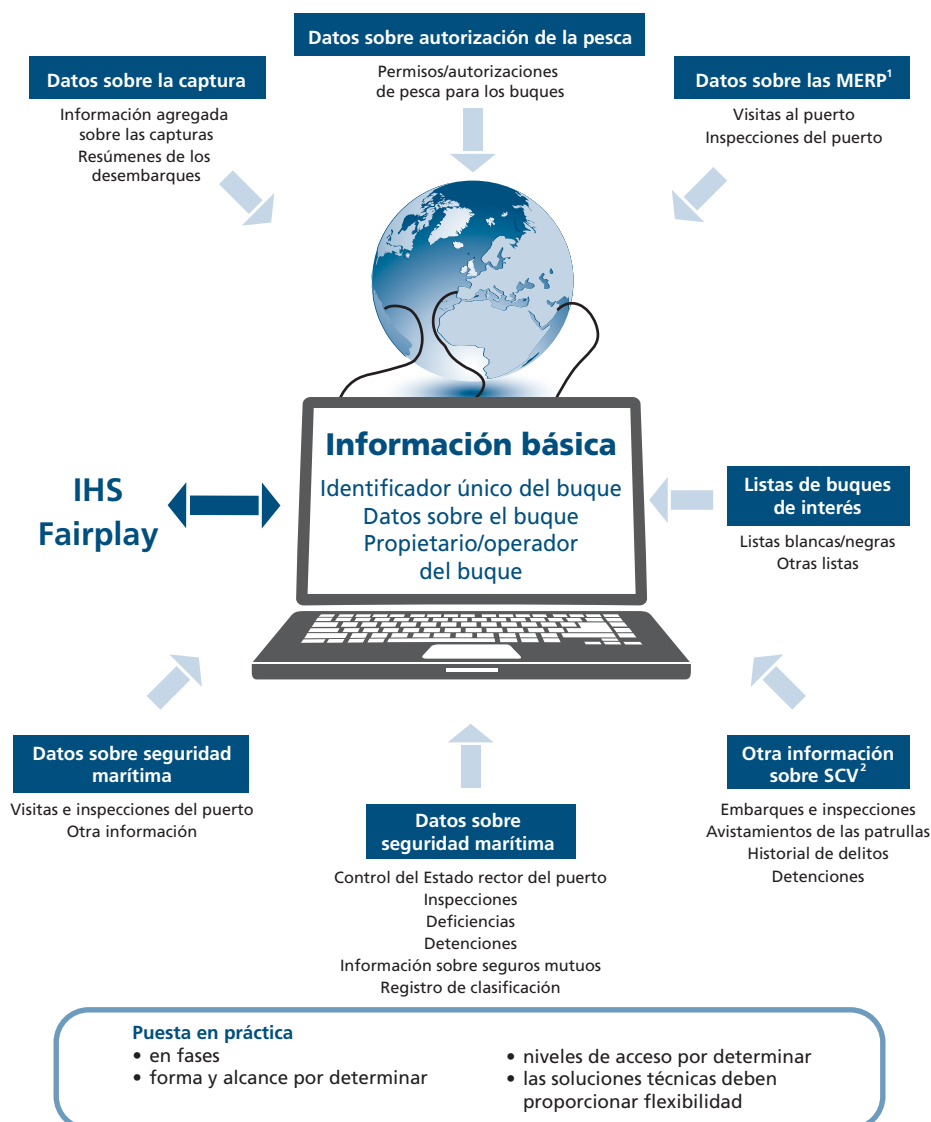 Datos sobre autorización de la pesca
Permisos/autorizaciones
de pesca para los buques
Datos sobre la captura
Información agregada
sobre las capturas
Resúmenes de los
desembarques
Datos sobre las MERP¹
Visitas al puerto
Inspecciones del puerto
Información básica
Identificador único del buque
Datos sobre el buque
Propietario/operador
del buque
IHS
Fairplay
Listas de buques
de interés
Listas blancas/negras
Otras listas
Datos sobre seguridad
marítima
Visitas e inspecciones del puerto
Otra información
Datos sobre
seguridad marítima
Control del Estado rector del puerto
Inspecciones
Deficiencias
Detenciones
Información sobre seguros mutuos
Registro de clasificación
Otra información
sobre SCV²
Embarques e inspecciones
Avistamientos de las patrullas
Historial de delitos
Detenciones
Puesta en práctica
• en fases
• forma y alcance por determinar
• niveles de acceso por determinar
• las soluciones técnicas deben
proporcionar flexibilidad